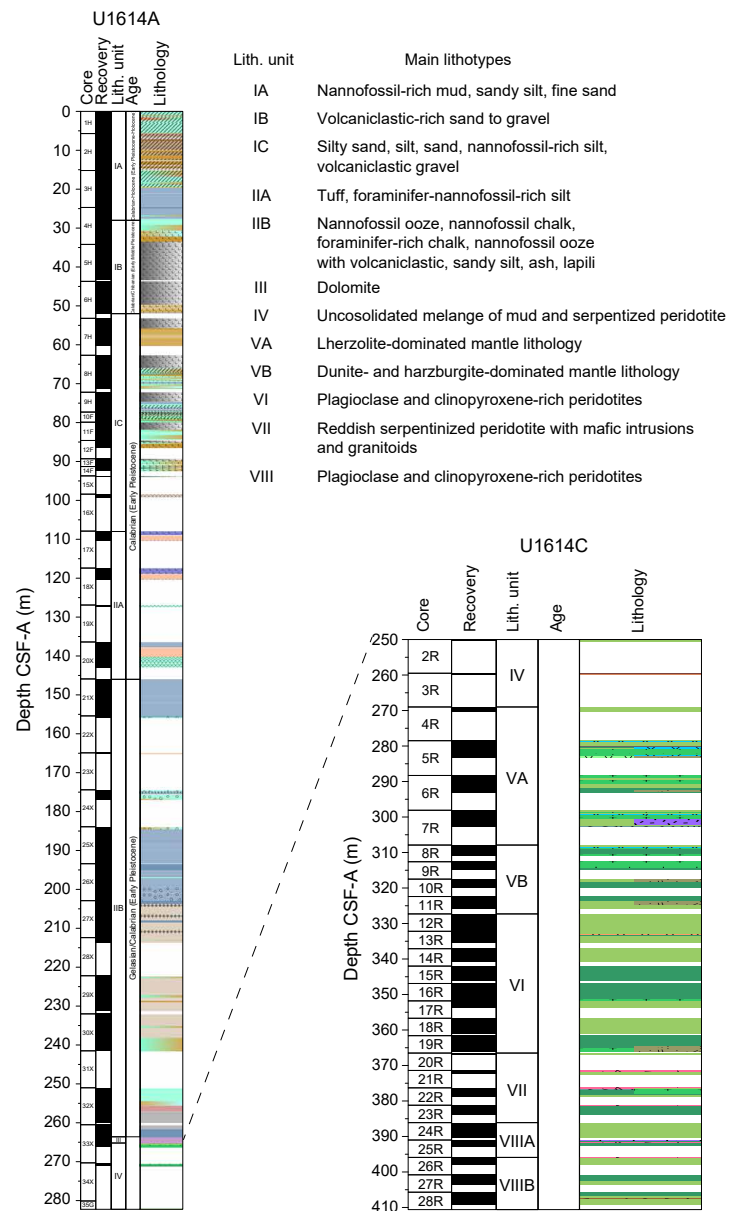 U1614A
Core
Recovery
Lith. unit
Age
Lithology
Depth CSF-A (m)
0
10
20
30
40
50
60
70
80
90
100
110
120
130
140
150
160
170
180
190
200
210
220
230
240
250
260
270
280
1H
2H
3H
4H
5H
6H
7H
8H
9H
10F
11F
12F
13F
14F
15X
16X
17X
18X
19X
20X
21X
22X
23X
24X
25X
26X
27X
28X
29X
30X
31X
32X
33X
34X
35G
IA
IB
IC
IIA
IIB
III
IV
Calabrian (Early Pleistocene)
Gelasian/Calabrian (Early Pleistocene)
Lith. unit Main lithotypes
IA Nannofossil-rich mud, sandy silt, fine sand
IB Volcaniclastic-rich sand to gravel
IC Silty sand, silt, sand, nannofossil-rich silt,
volcaniclastic gravel
IIA Tuff, foraminifer-nannofossil-rich silt
IIB Nannofossil ooze, nannofossil chalk,
foraminifer-rich chalk, nannofossil ooze
with volcaniclastic, sandy silt, ash, lapili
III Dolomite
IV Uncosolidated melange of mud and serpentized peridotite
VA Lherzolite-dominated mantle lithology
VB Dunite- and harzburgite-dominated mantle lithology
VI Plagioclase and clinopyroxene-rich peridotites
VII Reddish serpentinized peridotite with mafic intrusions
and granitoids
VIII Plagioclase and clinopyroxene-rich peridotites
U1614C
Core
Recovery
Lith. unit
Age
Lithology
Depth CSF-A (m)
250
260
270
280
290
300
310
320
330
340
350
360
370
380
390
400
410
2R
3R
4R
5R
6R
7R
8R
9R
10R
11R
12R
13R
14R
15R
16R
17R
18R
19R
20R
21R
22R
23R
24R
25R
26R
27R
28R
IV
VA
VB
VI
VII
VIIIA
VIIIB